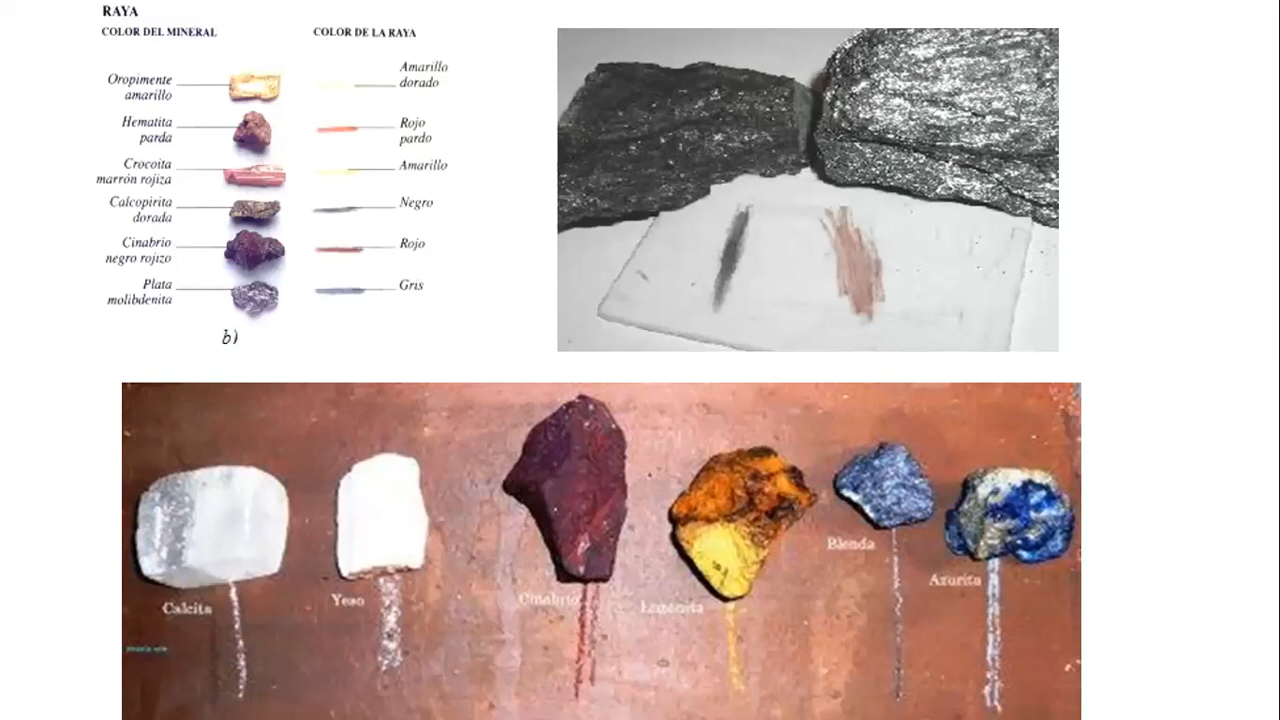 RAYA
COLOR DEL MINERAL
COLOR DE LA RAYA
Oropimente
amarillo
Amarillo
dorado
Hematita
parda
Rojo
pardo
Crocoita
marrón rojiza
Amarillo
Calcopirita
dorada
Negro
Cinabrio
negro rojizo
Rojo
Plata
molibdenita
Gris
b)
Calcita
Yeso
Cinabrio
Limonita
Blenda
Azurita